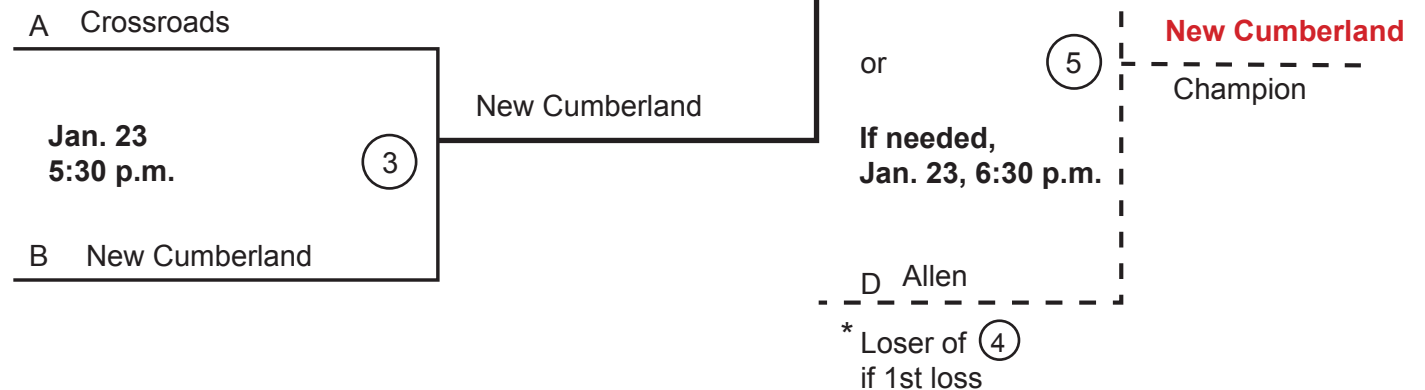 A Crossroads
Jan. 23
5:30 p.m.
3
B New Cumberland
New Cumberland
or
5
If needed,
Jan. 23, 6:30 p.m.
D Allen
* Loser of 4
if 1st loss
New Cumberland
Champion